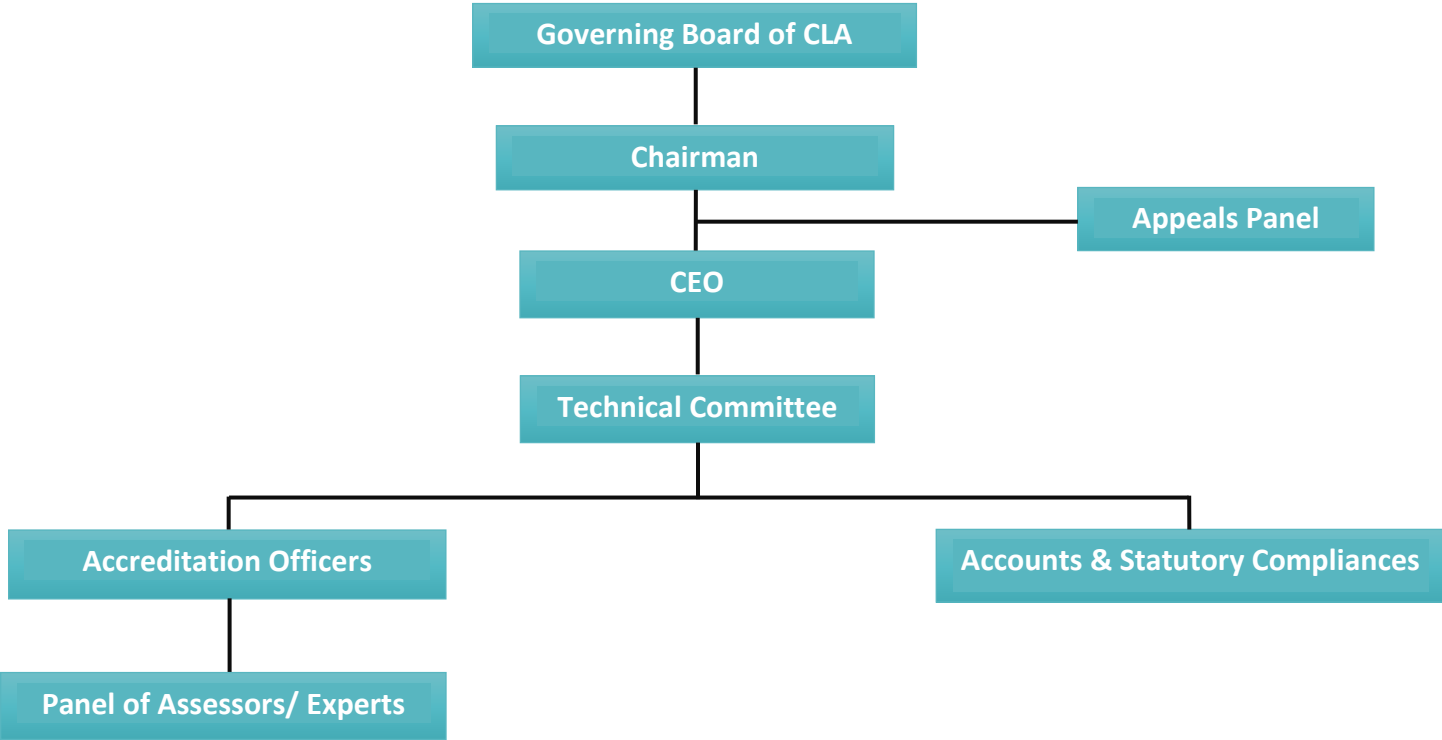 Governing Board of CLA
Chairman
Appeals Panel
CEO
Technical Committee
Accreditation Officers
Accounts & Statutory Compliances
Panel of Assessors/ Experts